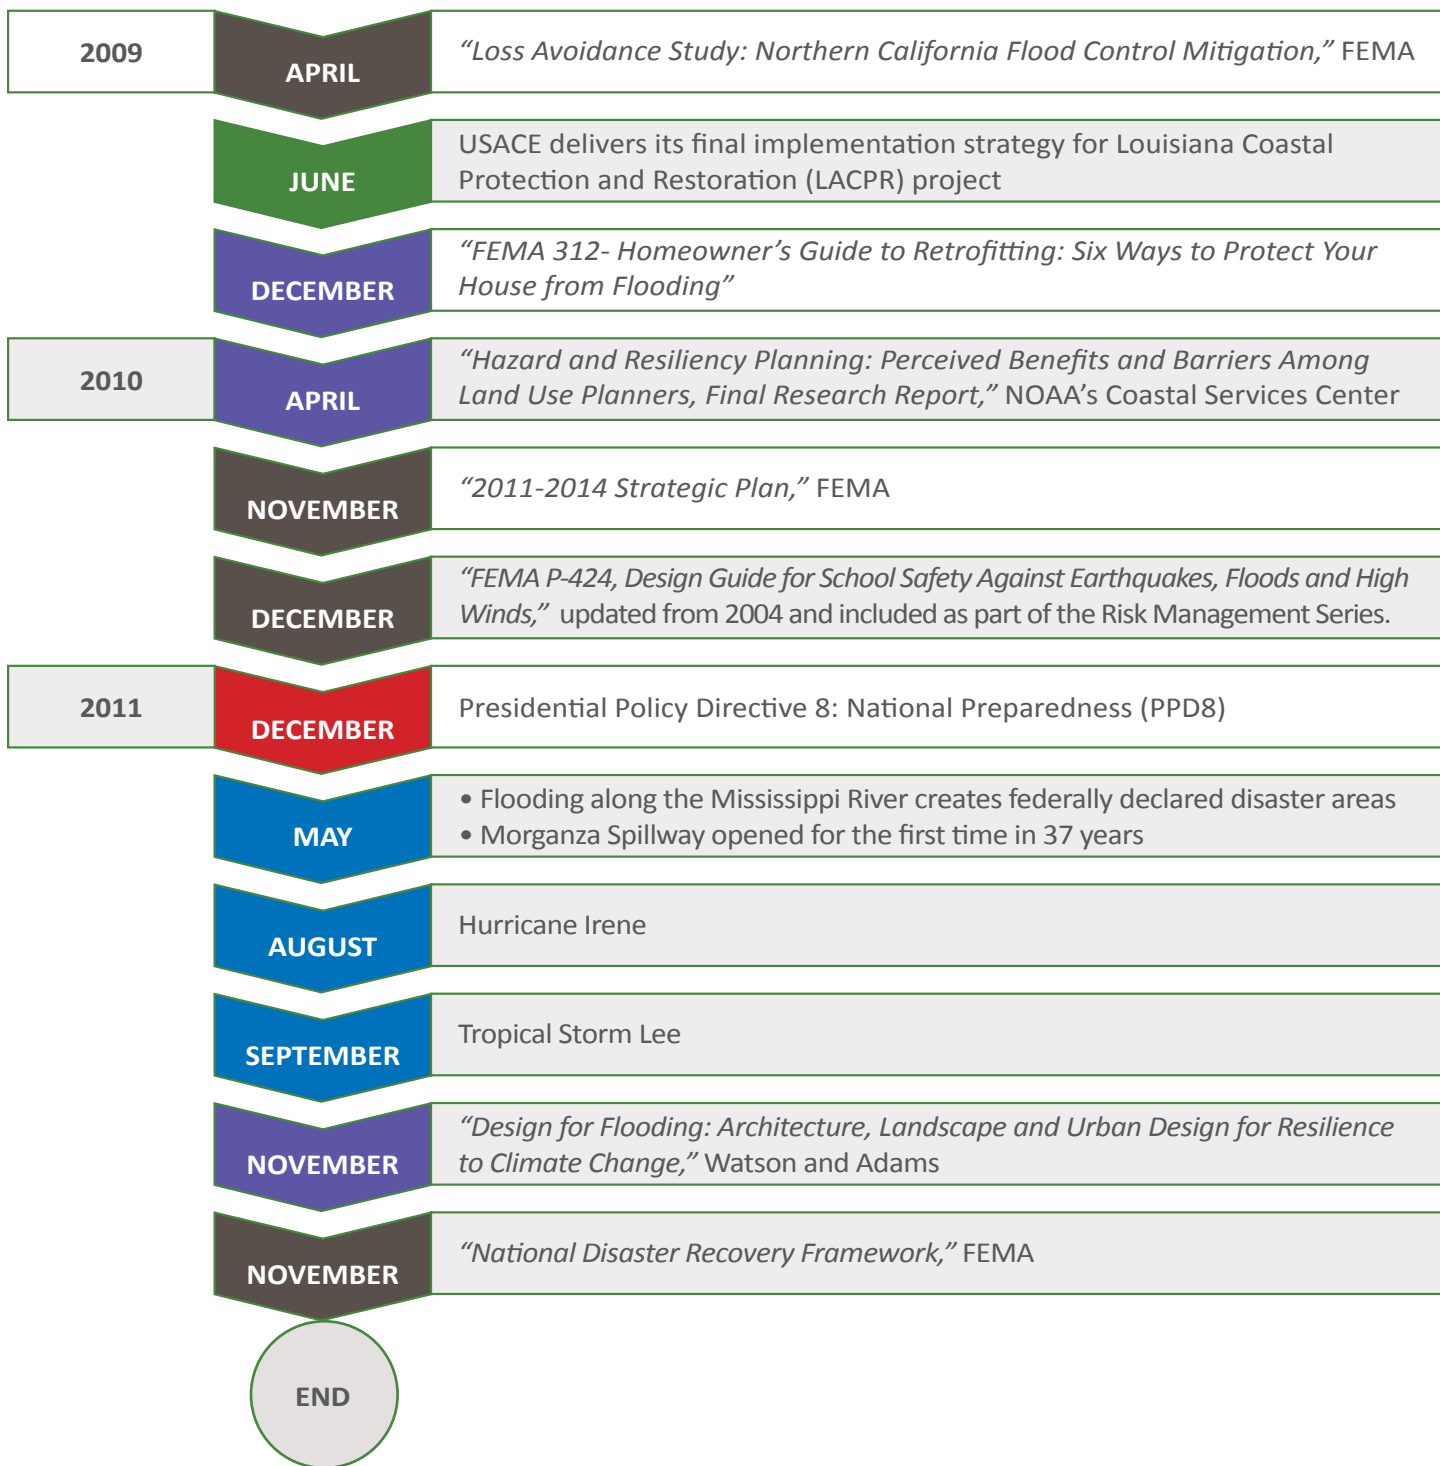 2009
APRIL
“Loss Avoidance Study: Northern California Flood Control Mitigation,” FEMA
JUNE
USACE delivers its final implementation strategy for Louisiana Coastal
Protection and Restoration (LACPR) project
DECEMBER
“FEMA 312- Homeowner’s Guide to Retrofitting: Six Ways to Protect Your
House from Flooding”
2010
APRIL
“Hazard and Resiliency Planning: Perceived Benefits and Barriers Among
Land Use Planners, Final Research Report,” NOAA’s Coastal Services Center
NOVEMBER
“2011-2014 Strategic Plan,” FEMA
DECEMBER
“FEMA P-424, Design Guide for School Safety Against Earthquakes, Floods and High
Winds,” updated from 2004 and included as part of the Risk Management Series.
2011
DECEMBER
Presidential Policy Directive 8: National Preparedness (PPD8)
MAY
• Flooding along the Mississippi River creates federally declared disaster areas
• Morganza Spillway opened for the first time in 37 years
AUGUST
Hurricane Irene
SEPTEMBER
Tropical Storm Lee
NOVEMBER
“Design for Flooding: Architecture, Landscape and Urban Design for Resilience
to Climate Change,” Watson and Adams
NOVEMBER
“National Disaster Recovery Framework,” FEMA
END